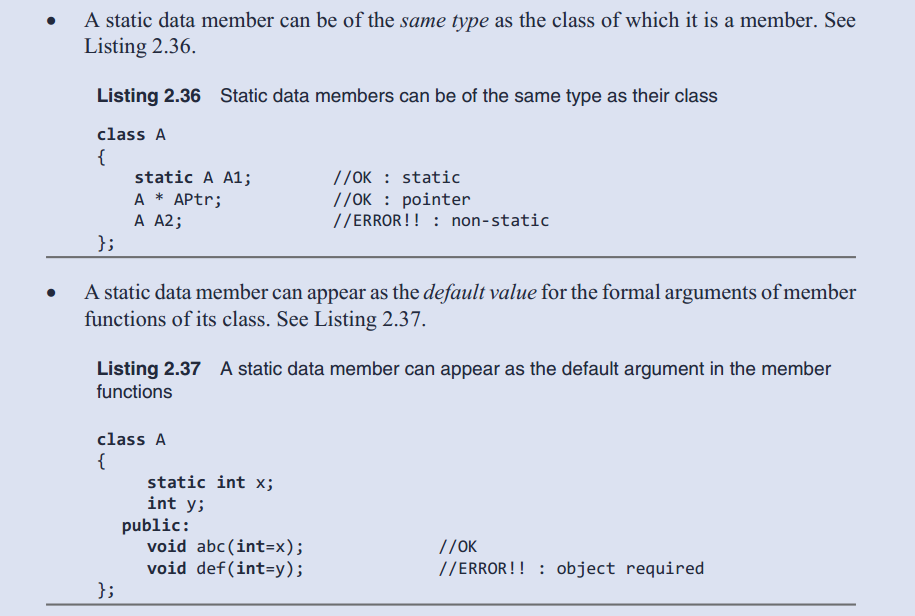 • A static data member can be of the same type as the class of which it is a member. See
Listing 2.36.
Listing 2.36 Static data members can be of the same type as their class
class A
{
static A A1; //OK : static
A * APtr; //OK : pointer
A A2; //ERROR!! : non-static
};
• A static data member can appear as the default value for the formal arguments of member
functions of its class. See Listing 2.37.
Listing 2.37 A static data member can appear as the default argument in the member
functions
class A
{
static int x;
int y;
public:
void abc(int=x); //OK
void def(int=y); //ERROR!! : object required
};